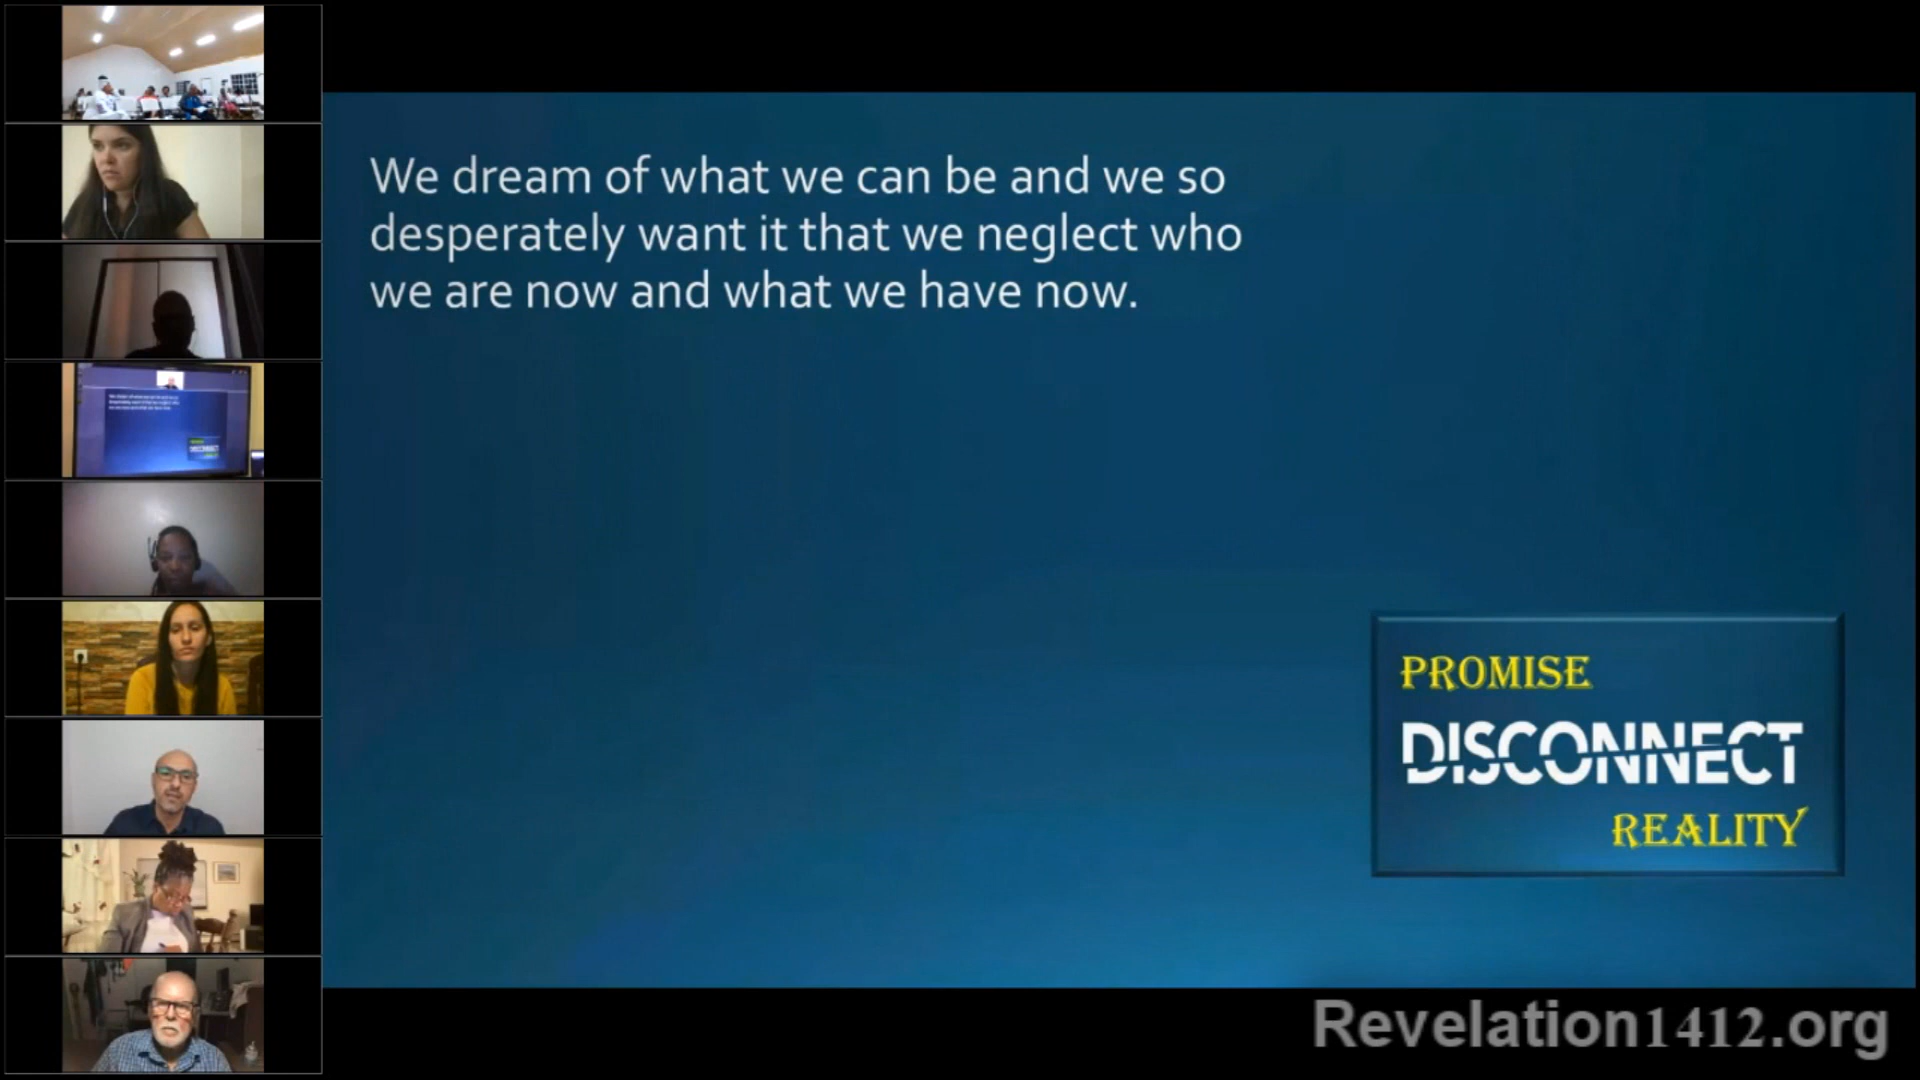 We dream of what we can be and we so
desperately want it that we neglect who
we are now and what we have now.
PROMISE
DISCONNECT
REALITY
Revelation1412.org